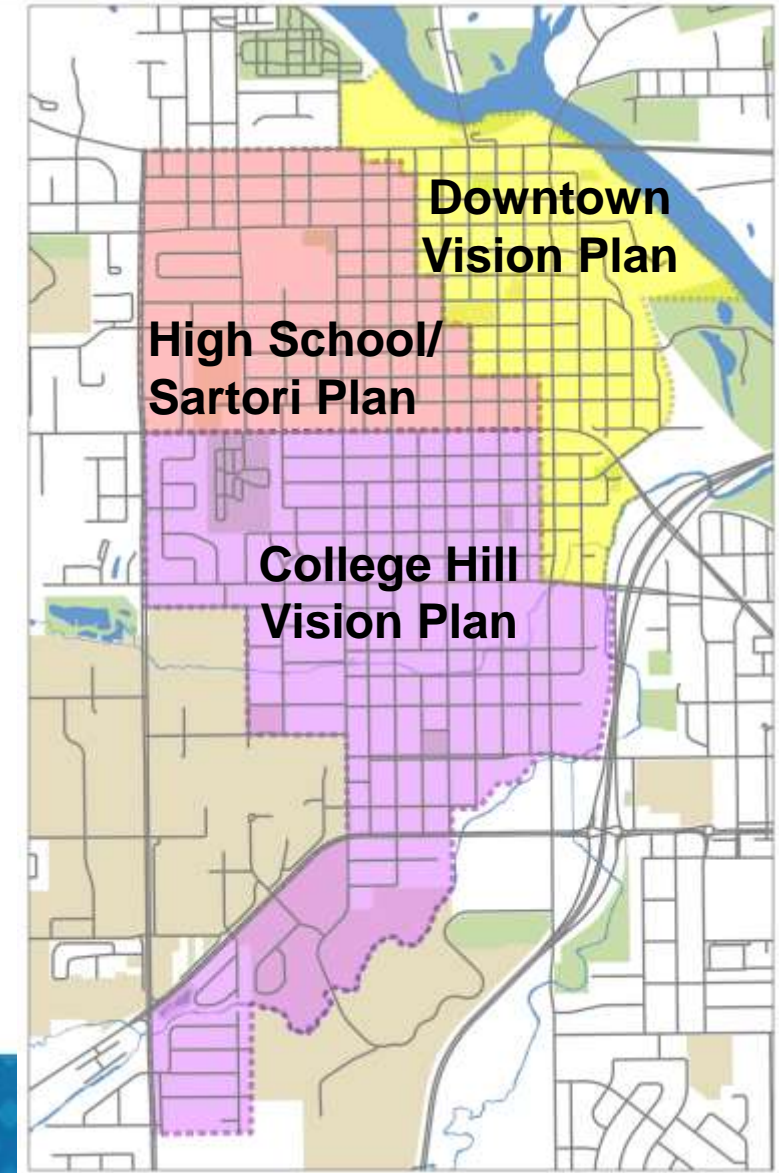 Downtown
Vision Plan
High School/
Sartori Plan
College Hill
Vision Plan